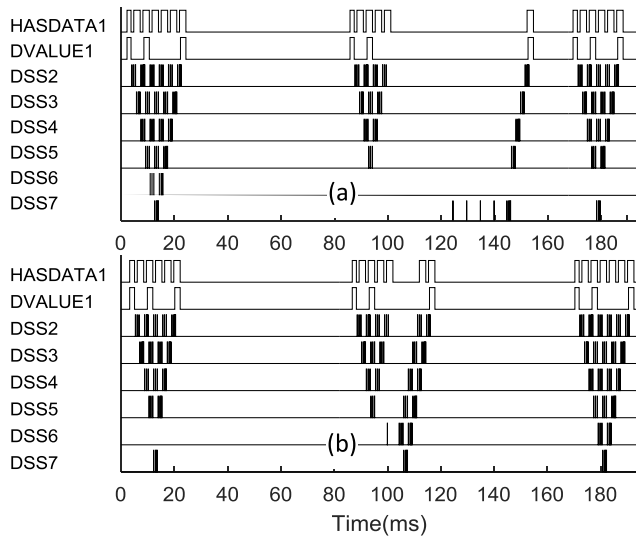 HASDATA1
DVALUE1
DSS2
DSS3
DSS4
DSS5
DSS6
(a)
DSS7
0 20 40 60 80 100 120 140 160 180
HASDATA1
DVALUE1
DSS2
DSS3
DSS4
DSS5
DSS6
(b)
DSS7
0 20 40 60 80 100 120 140 160 180
Time(ms)